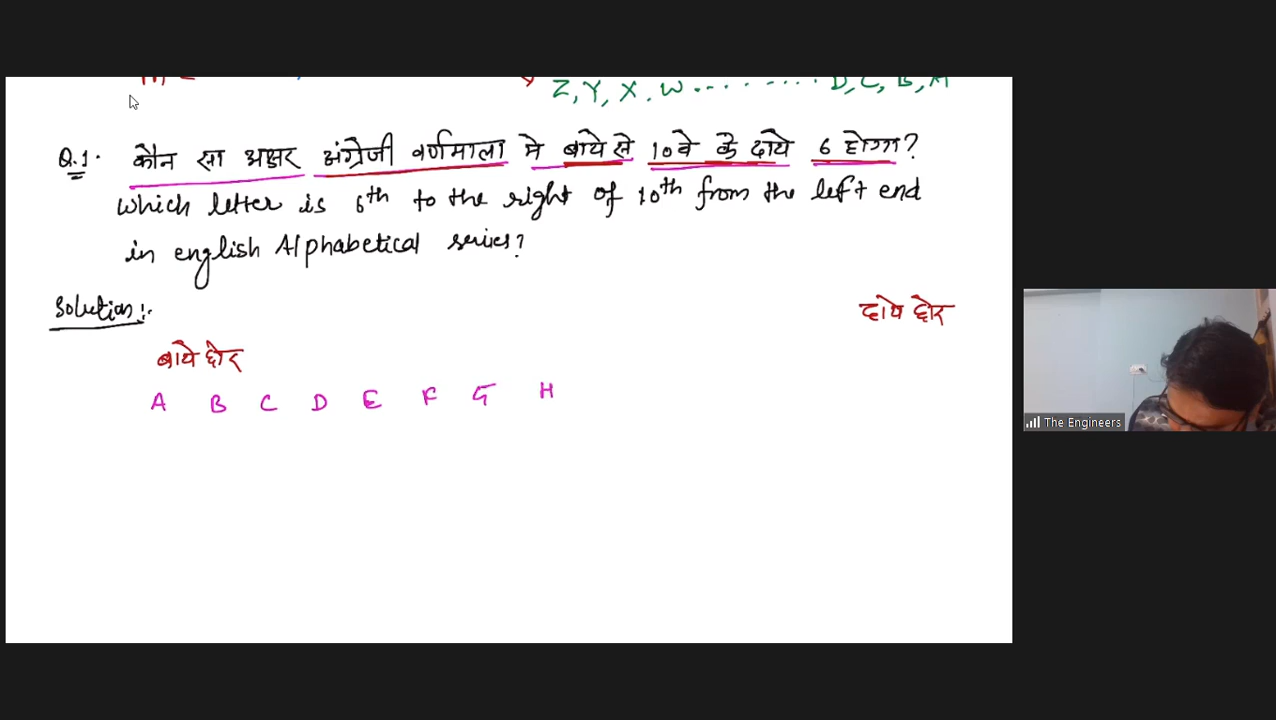 Z, Y, X, W........ D, C, B, A
Q.1. कौन सा अक्षर अंग्रेजी वर्णमाला मे बाये से 10वे के दाये 6 होगा?
Which letter is 6th to the right of 10th from the left end
in english Alphabetical series?
Solution:-
दाये छोर
बाये छोर
A B C D E F G H
The Engineers